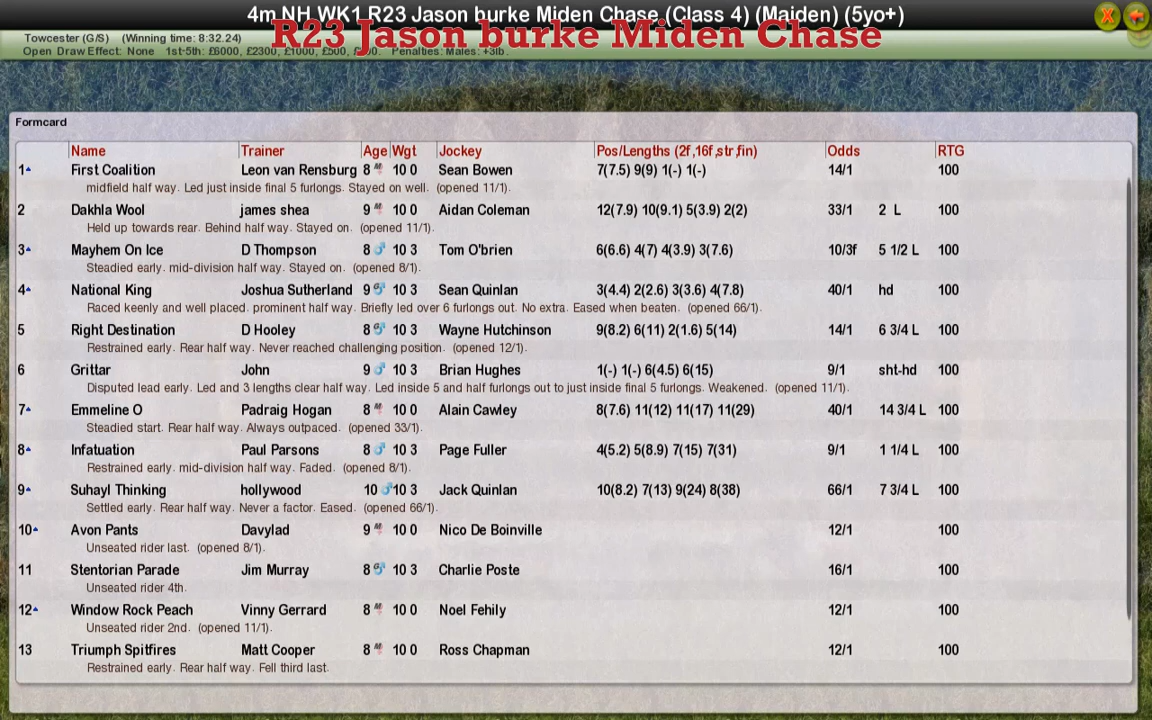 4m NH WK1 R23 Jason burke Miden Chase (Class 4) (Maiden) (5yo+)
R23 Jason burke Miden Chase
Towcester (G/S) (Winning time: 8:32.24)
Open Draw Effect: None 1st-5th: £6000, £2300, £1000, £500, Penalties: Males: +3lb.
Formcard
Name Trainer Age Wgt Jockey Pos/Lengths (2f,16f,str,fin) Odds RTG
1 First Coalition Leon van Rensburg 8 10 0 Sean Bowen 7(7.5) 9(9) 1(-) 1(-) 14/1 100
midfield half way. Led just inside final 5 furlongs. Stayed on well. (opened 11/1).
2 Dakhla Wool james shea 9 10 0 Aidan Coleman 12(7.9) 10(9.1) 5(3.9) 2(2) 33/1 2 L 100
Held up towards rear. Behind half way. Stayed on. (opened 11/1).
3 Mayhem On Ice D Thompson 8 10 3 Tom O'brien 6(6.6) 4(7) 4(3.9) 3(7.6) 10/3f 5 1/2 L 100
Steadied early. mid-division half way. Stayed on. (opened 8/1).
4 National King Joshua Sutherland 9 10 3 Sean Quinlan 3(4.4) 2(2.6) 3(3.6) 4(7.8) 40/1 hd 100
Raced keenly and well placed. prominent half way. Briefly led over 6 furlongs out. No extra. Eased when beaten. (opened 66/1).
5 Right Destination D Hooley 8 10 3 Wayne Hutchinson 9(8.2) 6(11) 2(1.6) 5(14) 14/1 6 3/4 L 100
Restrained early. Rear half way. Never reached challenging position. (opened 12/1).
6 Grittar John 9 10 3 Brian Hughes 1(-) 1(-) 6(4.5) 6(15) 9/1 sht-hd 100
Disputed lead early. Led and 3 lengths clear half way. Led inside 5 and half furlongs out to just inside final 5 furlongs. Weakened. (opened 11/1).
7 Emmeline O Padraig Hogan 8 10 0 Alain Cawley 8(7.6) 11(12) 11(17) 11(29) 40/1 14 3/4 L 100
Steadied start. Rear half way. Always outpaced. (opened 33/1).
8 Infatuation Paul Parsons 8 10 3 Page Fuller 4(5.2) 5(8.9) 7(15) 7(31) 9/1 1 1/4 L 100
Restrained early. mid-division half way. Faded. (opened 8/1).
9 Suhayl Thinking hollywood 10 10 3 Jack Quinlan 10(8.2) 7(13) 9(24) 8(38) 66/1 7 3/4 L 100
Settled early. Rear half way. Never a factor. Eased. (opened 66/1).
10 Avon Pants Davylad 9 10 0 Nico De Boinville 12/1 100
Unseated rider last. (opened 8/1).
11 Stentorian Parade Jim Murray 8 10 3 Charlie Poste 16/1 100
Unseated rider 4th.
12 Window Rock Peach Vinny Gerrard 8 10 0 Noel Fehily 12/1 100
Unseated rider 2nd. (opened 11/1).
13 Triumph Spitfires Matt Cooper 8 10 0 Ross Chapman 12/1 100
Restrained early. Rear half way. Fell third last.